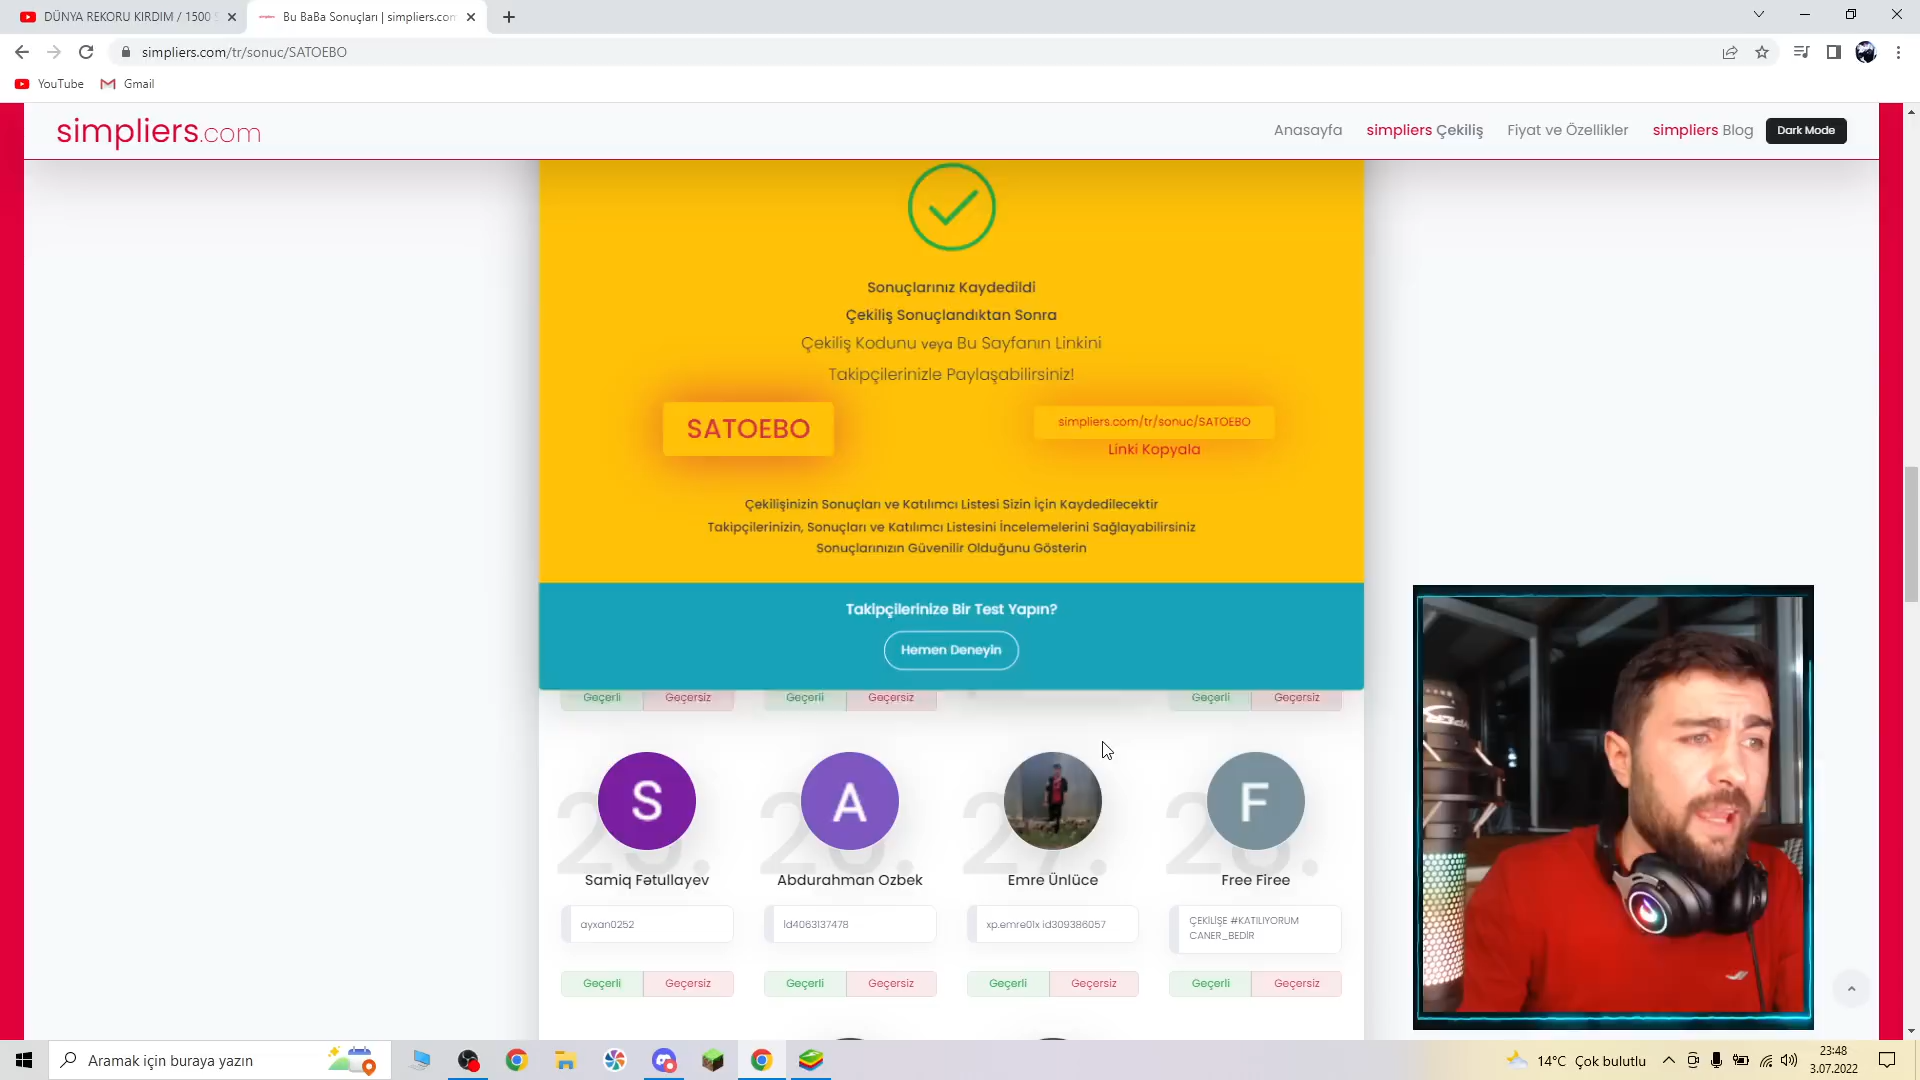 DÜNYA REKORU KIRDIM / 1500
Bu BaBa Sonuçları | simpliers.com
simpliers.com/tr/sonuc/SATOEBO
YouTube
Gmail
simpliers.com
Anasayfa
simpliers Çekiliş
Fiyat ve Özellikler
simpliers Blog
Dark Mode
Sonuçlarınız Kaydedildi
Çekiliş Sonuçlandıktan Sonra
Çekiliş Kodunu veya Bu Sayfanın Linkini
Takipçilerinizle Paylaşabilirsiniz!
SATOEBO
simpliers.com/tr/sonuc/SATOEBO
Linki Kopyala
Çekilişinizin Sonuçları ve Katılımcı Listesi Sizin İçin Kaydedilecektir
Takipçilerinizin, Sonuçları ve Katılımcı Listesini İncelemelerini Sağlayabilirsiniz
Sonuçlarınızın Güvenilir Olduğunu Gösterin
Takipçilerinize Bir Test Yapın?
Hemen Deneyin
Geçerli Geçersiz Geçerli Geçersiz Geçerli Geçersiz
25. 26. 27. 28.
S A F
Samiq Fətullayev
Abdurahman Ozbek
Emre Ünlüce
Free Firee
ayxan0252
Id4063137478
xp.emre01x id309386057
ÇEKİLİŞE #KATILIYORUM
CANER_BEDİR
Geçerli Geçersiz Geçerli Geçersiz Geçerli Geçersiz Geçerli Geçersiz
Aramak için buraya yazın
14°C Çok bulutlu
23:48
3.07.2022